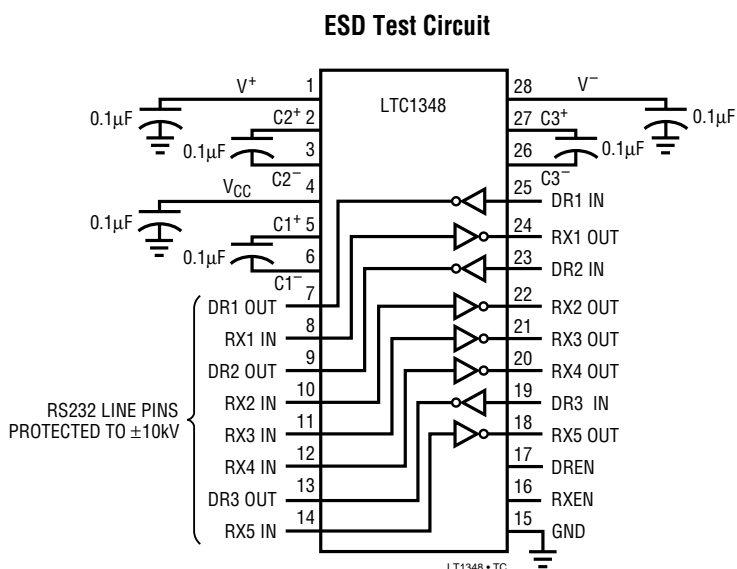 ESD Test Circuit
V+ 1
28 V–
LTC1348
0.1µF
C2+ 2
27 C3+
0.1µF
0.1µF
3
26
0.1µF
C2–
C3–
VCC 4
25 DR1 IN
0.1µF
C1+ 5
24 RX1 OUT
0.1µF
6
23 DR2 IN
C1–
DR1 OUT 7
22 RX2 OUT
RX1 IN 8
21 RX3 OUT
DR2 OUT 9
20 RX4 OUT
RX2 IN 10
19 DR3 IN
RS232 LINE PINS
PROTECTED TO ±10kV
RX3 IN 11
18 RX5 OUT
RX4 IN 12
17 DREN
DR3 OUT 13
16 RXEN
RX5 IN 14
15 GND
LT1348 • TC